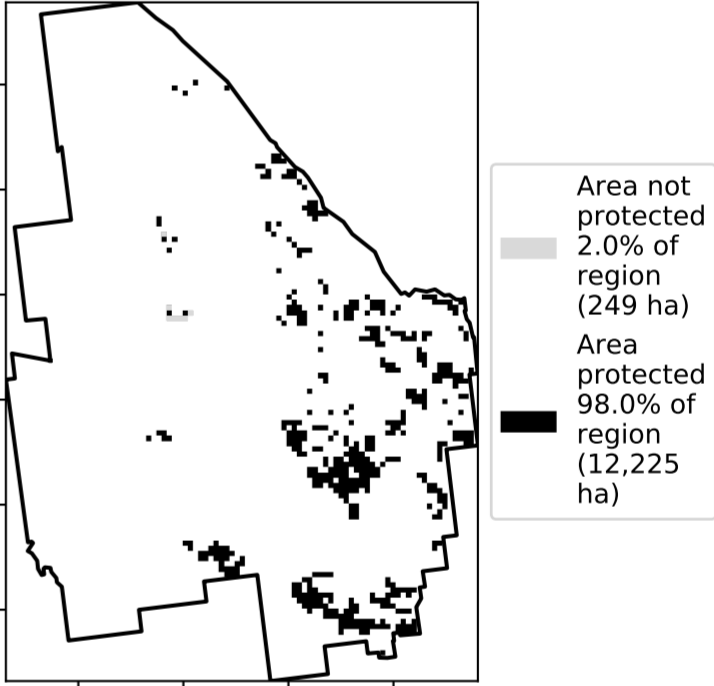 Area not
protected
2.0% of
region
(249 ha)
Area
protected
98.0% of
region
(12,225
ha)